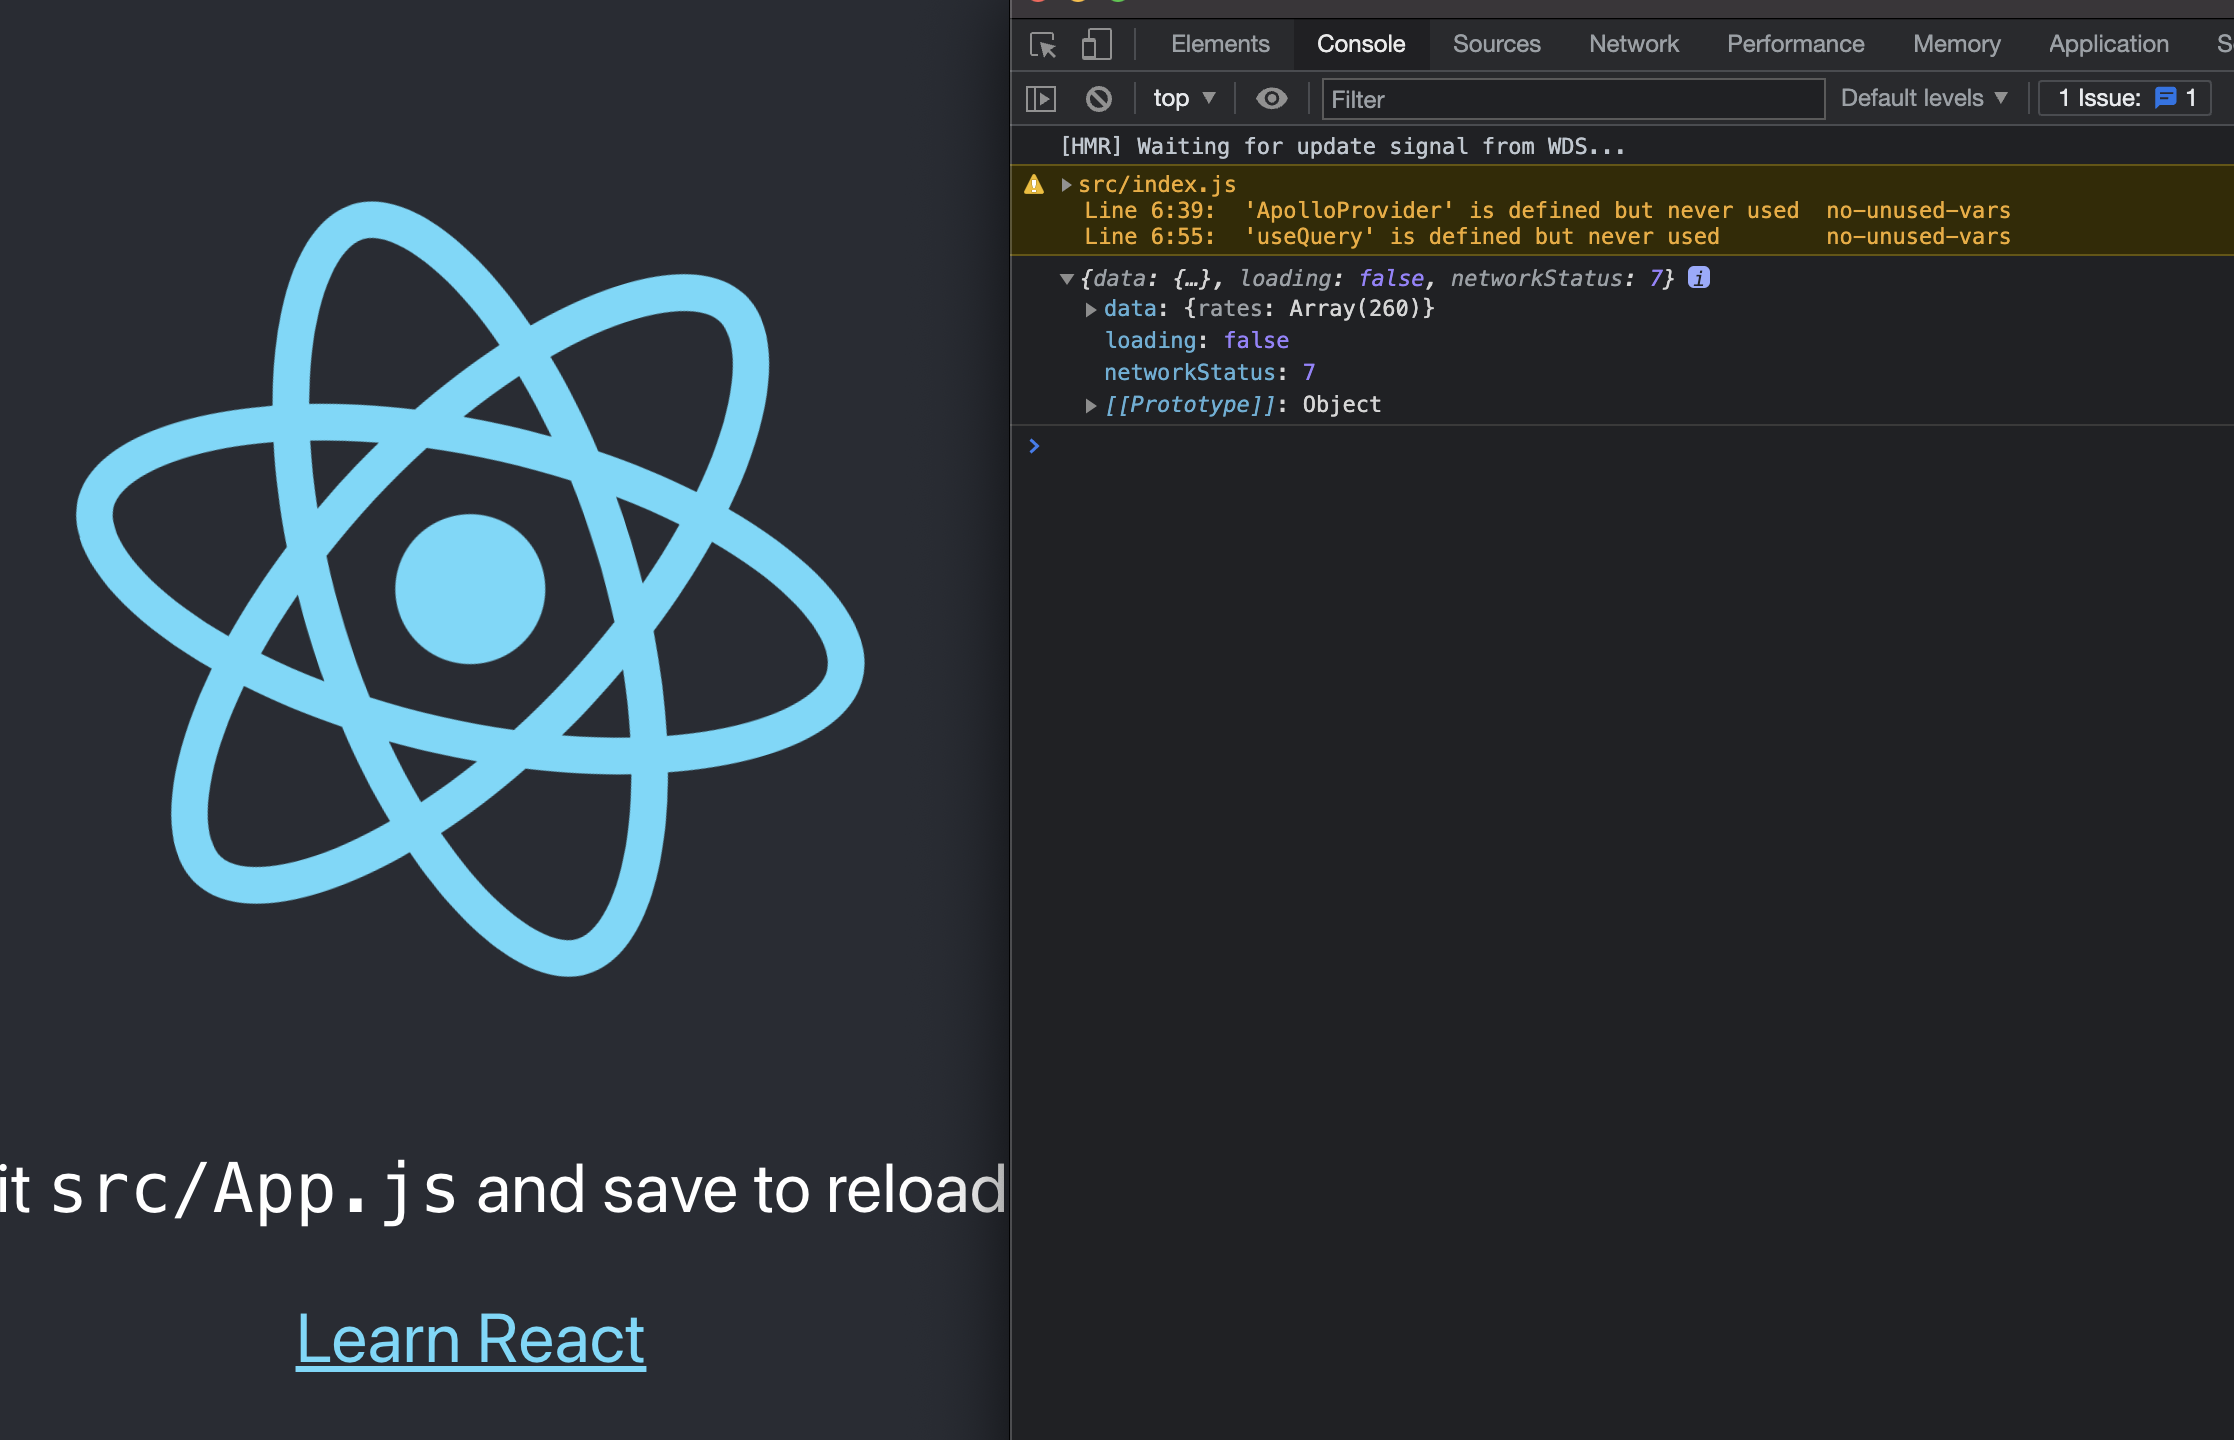 it src/App.js and save to reload
Learn React
Elements Console Sources Network Performance Memory Application
top Filter Default levels 1 Issue: 1
[HMR] Waiting for update signal from WDS...
src/index.js
Line 6:39: 'ApolloProvider' is defined but never used no-unused-vars
Line 6:55: 'useQuery' is defined but never used no-unused-vars
{data: {…}, loading: false, networkStatus: 7} i
data: {rates: Array(260)}
loading: false
networkStatus: 7
[[Prototype]]: Object